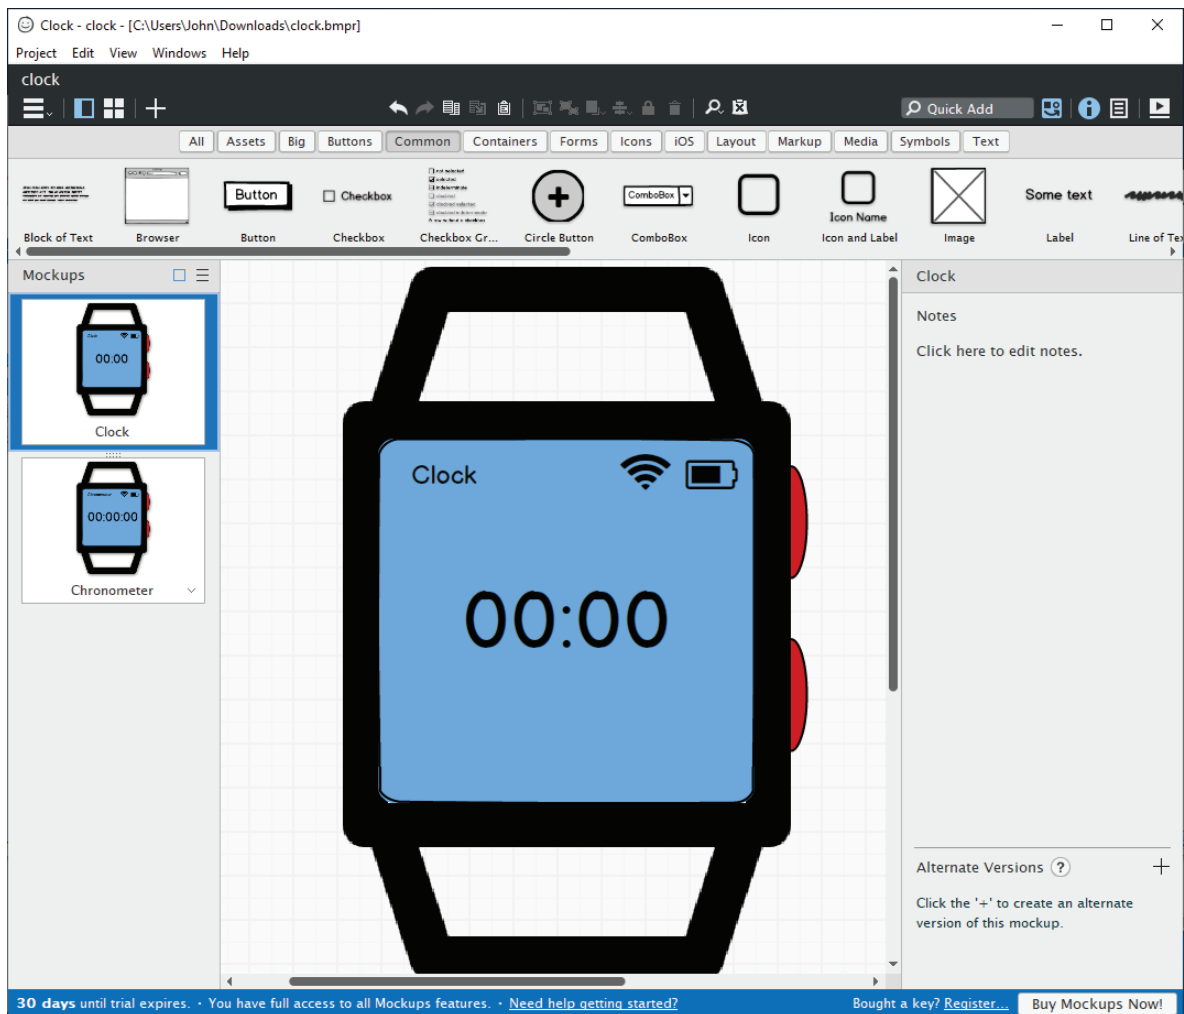 Clock - clock - [C:\Users\John\Downloads\clock.bmpr]
Project Edit View Windows Help
clock
Quick Add
All Assets Big Buttons Common Containers Forms Icons iOS Layout Markup Media Symbols Text
Button Checkbox ComboBox Icon Name Some text
Block of Text Browser Button Checkbox Checkbox Gr... Circle Button ComboBox Icon Icon and Label Image Label Line of Te
Mockups
Clock
00:00
Clock
Chronometer
00:00:00
Chronometer
Clock
00:00
Clock
Notes
Click here to edit notes.
Alternate Versions ?
Click the '+' to create an alternate
version of this mockup.
30 days until trial expires. · You have full access to all Mockups features. · Need help getting started? Bought a key? Register... Buy Mockups Now!